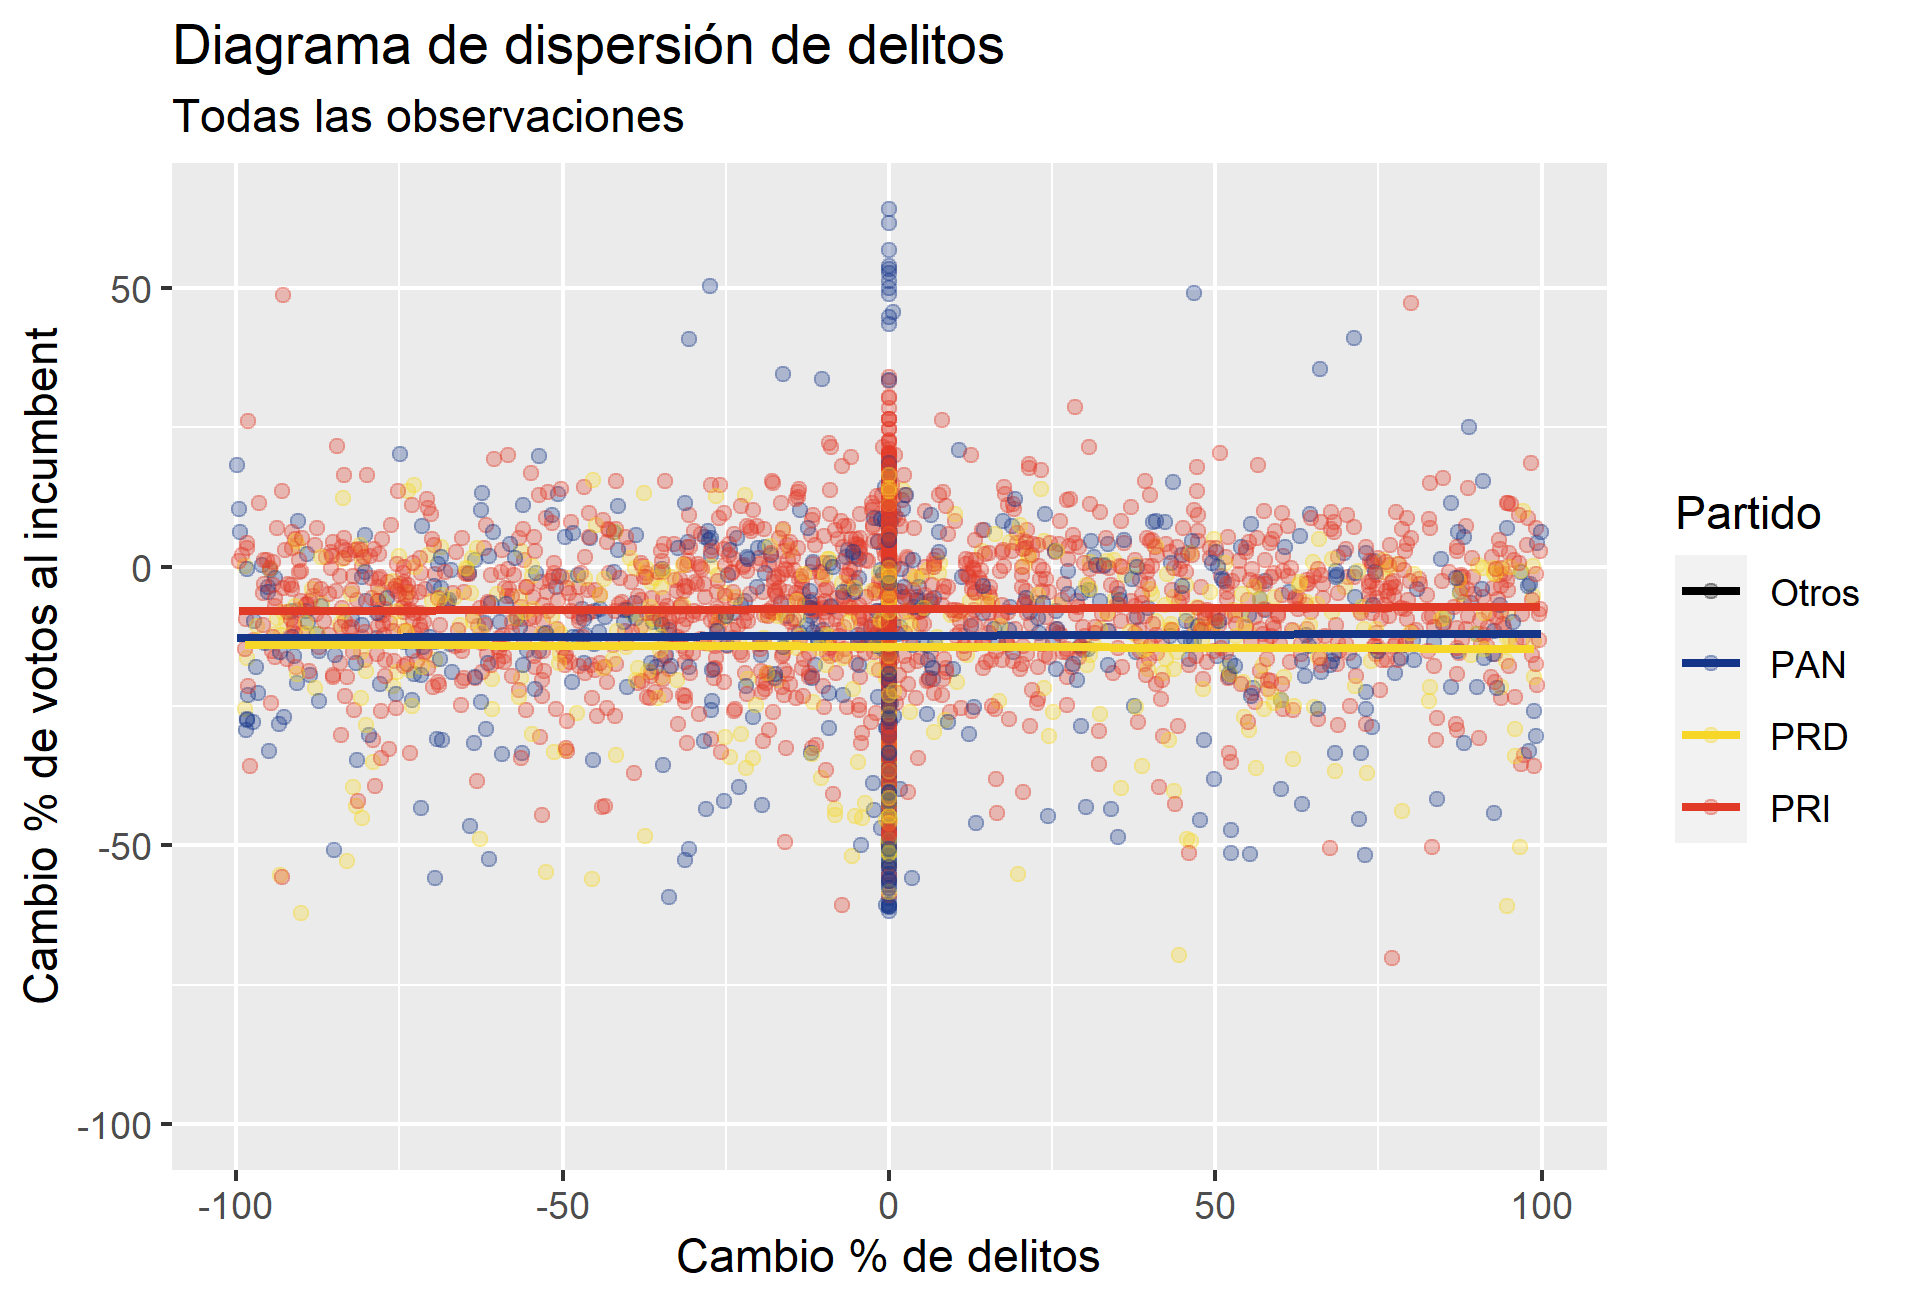 Diagrama de dispersión de delitos
Todas las observaciones
Cambio % de votos al incumbent
50
0
-50
-100
-100
-50
0
50
100
Cambio % de delitos
Partido
Otros
PAN
PRD
PRI